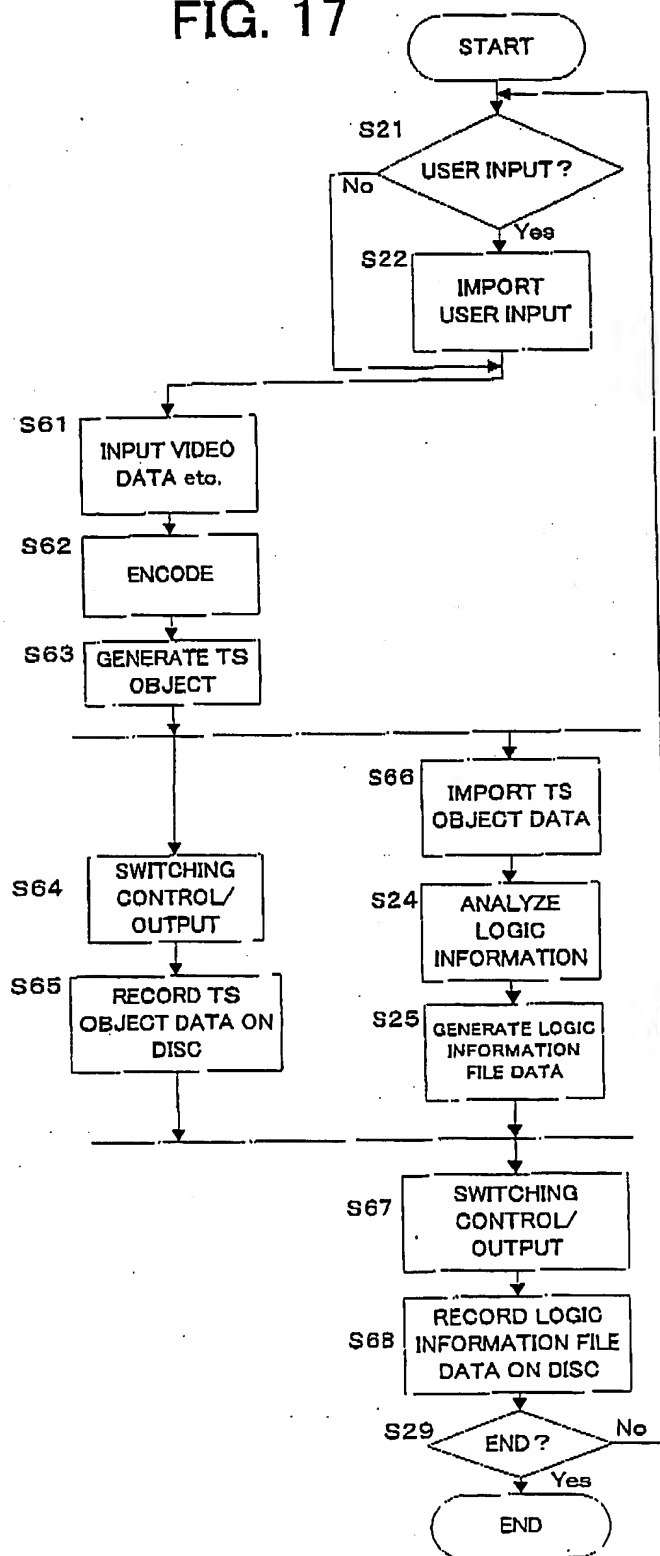 FIG. 17
START
S21
USER INPUT?
No
Yes
S22
IMPORT
USER INPUT
S61
INPUT VIDEO
DATA etc.
S62
ENCODE
S63
GENERATE TS
OBJECT
S66
IMPORT TS
OBJECT DATA
S64
SWITCHING
CONTROL/
OUTPUT
S24
ANALYZE
LOGIC
INFORMATION
S65
RECORD TS
OBJECT DATA ON
DISC
S25
GENERATE LOGIC
INFORMATION
FILE DATA
S67
SWITCHING
CONTROL/
OUTPUT
S68
RECORD LOGIC
INFORMATION FILE
DATA ON DISC
S29
END?
No
Yes
END